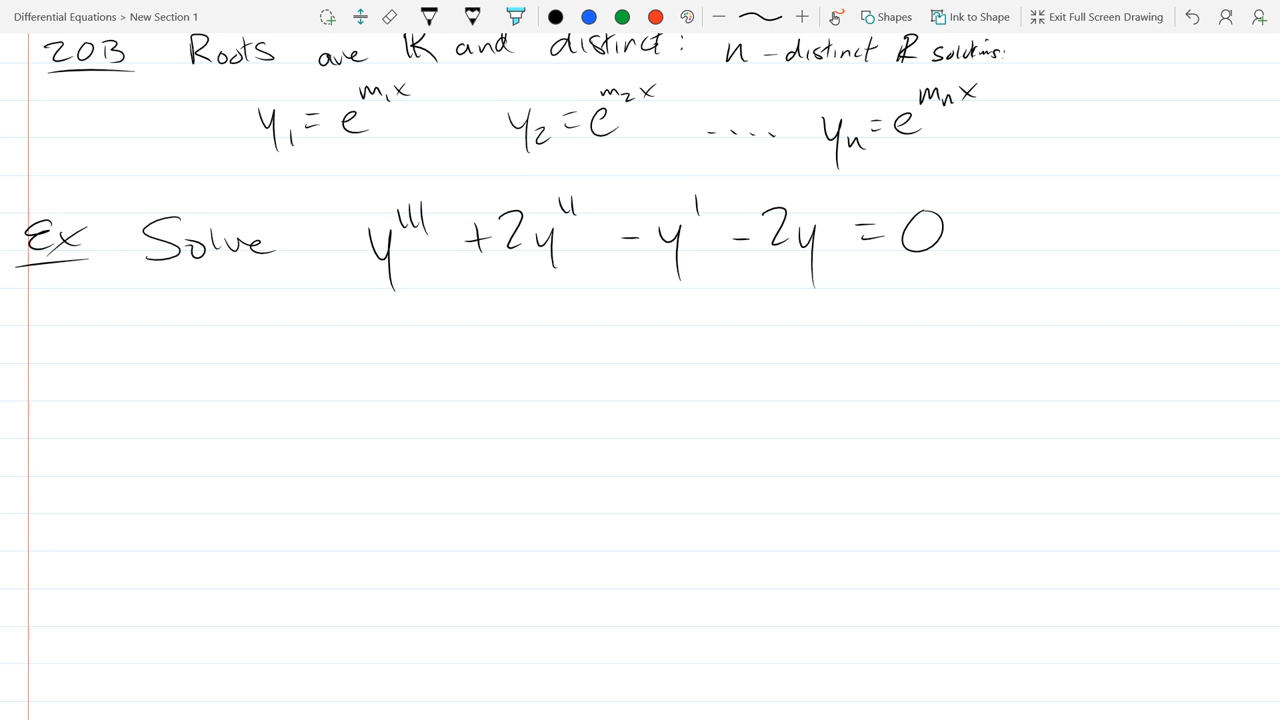 Differential Equations > New Section 1
Shapes
Ink to Shape
Exit Full Screen Drawing
20B Roots are ℝ and distinct: n - distinct ℝ solutions:
y₁ = e^{m₁x} y₂ = e^{m₂x} .... yₙ = e^{mₙx}
Ex Solve y''' + 2y'' - y' - 2y = 0